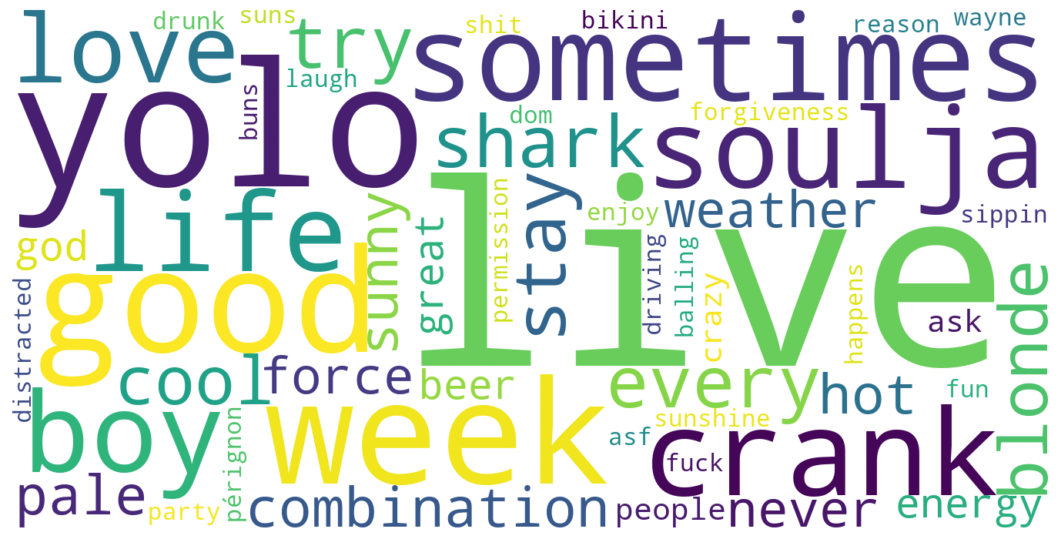 drunk
suns
love
try
shit
bikini
reason
wayne
sometimes
laugh
yolo
buns
dom
forgiveness
shark
soulja
life
sunny
great
permission
stay
enjoy
weather
sippin
god
good
live
driving
balling
crazy
happens
ask
blonde
distracted
cool
force
beer
every
hot
fun
boy
pérignon
week
sunshine
asf
fuck
crank
pale
party
combination
people
never
energy